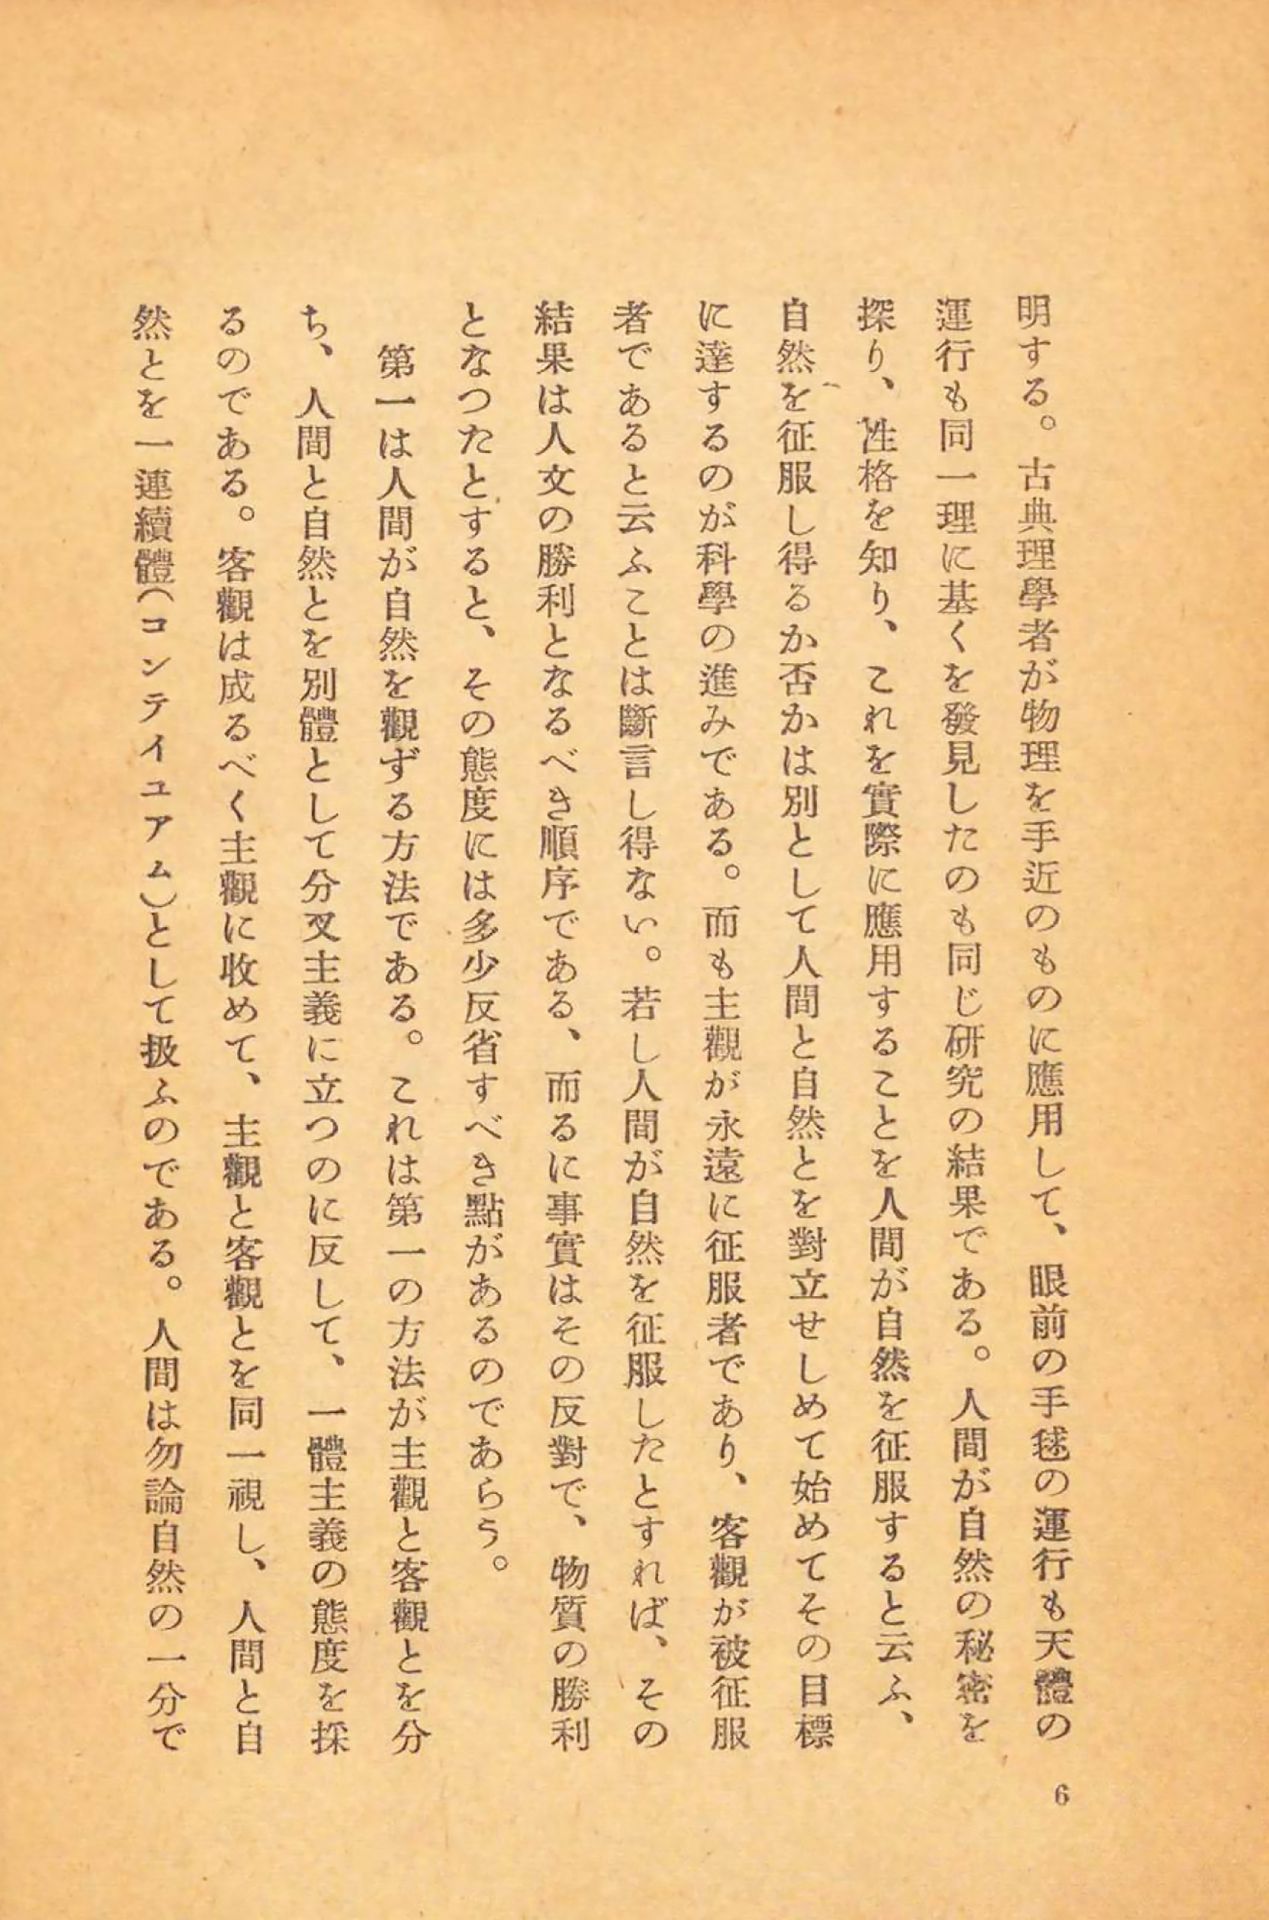 明する。古典理學者が物理を手近のものに應用して、眼前の手毬の運行も天體の
運行も同一理に基くを發見したのも同じ研究の結果である。人間が自然の秘密を
探り、性格を知り、これを實際に應用することを人間が自然を征服すると云ふ、
自然を征服し得るか否かは別として人間と自然とを對立せしめて始めてその目標
に達するのが科學の進みである。而も主觀が永遠に征服者であり、客觀が被征服
者であると云ふことは斷言し得ない。若し人間が自然を征服したとすれば、その
結果は人文の勝利となるべき順序である、而るに事實はその反對で、物質の勝利
となつたとすると、その態度には多少反省すべき點があるのであらう。
第一は人間が自然を觀ずる方法である。これは第一の方法が主觀と客觀とを分
ち、人間と自然とを別體として分叉主義に立つのに反して、一體主義の態度を採
るのである。客觀は成るべく主觀に收めて、主觀と客觀とを同一視し、人間と自
然とを一連續體(コンテイユアム)として扱ふのである。人間は勿論自然の一分で
6